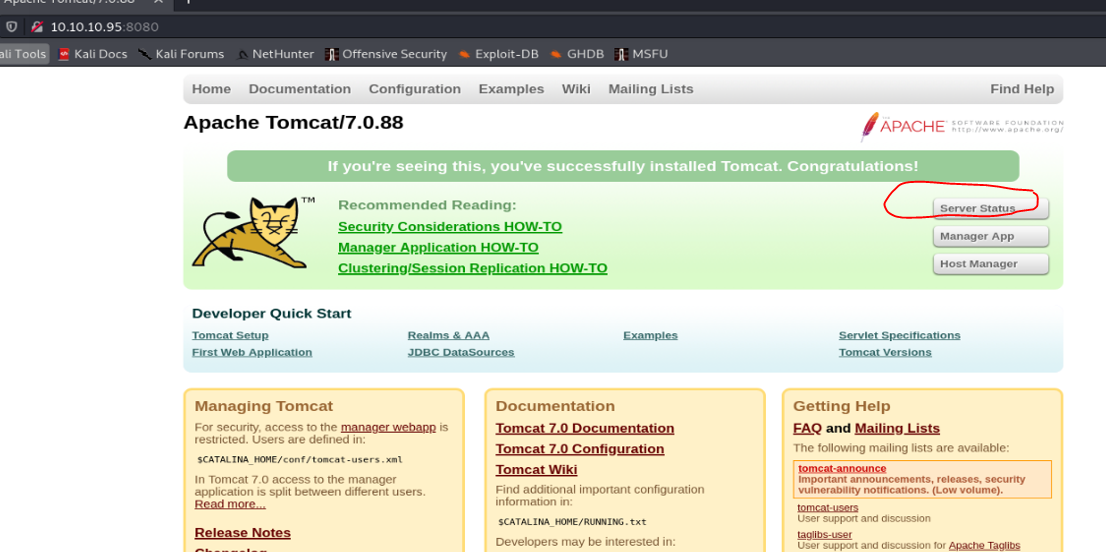 Apache Tomcat/7.0.88
10.10.10.95:8080
ali Tools Kali Docs Kali Forums NetHunter Offensive Security Exploit-DB GHDB MSFU
Home Documentation Configuration Examples Wiki Mailing Lists Find Help
Apache Tomcat/7.0.88
APACHE SOFTWARE FOUNDATION
http://www.apache.org/
If you're seeing this, you've successfully installed Tomcat. Congratulations!
TM
Recommended Reading:
Security Considerations HOW-TO
Manager Application HOW-TO
Clustering/Session Replication HOW-TO
Server Status
Manager App
Host Manager
Developer Quick Start
Tomcat Setup
First Web Application
Realms & AAA
JDBC DataSources
Examples
Servlet Specifications
Tomcat Versions
Managing Tomcat
For security, access to the manager webapp is
restricted. Users are defined in:
$CATALINA_HOME/conf/tomcat-users.xml
In Tomcat 7.0 access to the manager
application is split between different users.
Read more...
Release Notes
Changelog
Documentation
Tomcat 7.0 Documentation
Tomcat 7.0 Configuration
Tomcat Wiki
Find additional important configuration
information in:
$CATALINA_HOME/RUNNING.txt
Developers may be interested in:
Getting Help
FAQ and Mailing Lists
The following mailing lists are available:
tomcat-announce
Important announcements, releases, security
vulnerability notifications. (Low volume).
tomcat-users
User support and discussion
taglibs-user
User support and discussion for Apache Taglibs